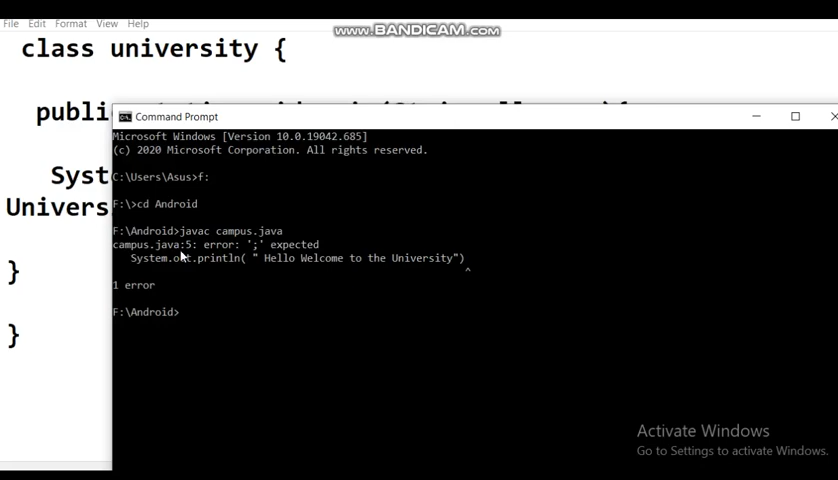 File Edit Format View Help
www.BANDICAM.com
class university {
public
Command Prompt
Microsoft Windows [Version 10.0.19042.685]
(c) 2020 Microsoft Corporation. All rights reserved.
C:\Users\Asus>f:
F:\>cd Android
F:\Android>javac campus.java
campus.java:5: error: ';' expected
System.out.println( " Hello Welcome to the University")
^
1 error
F:\Android>
Syst
Univers
}
}
Activate Windows
Go to Settings to activate Windows.